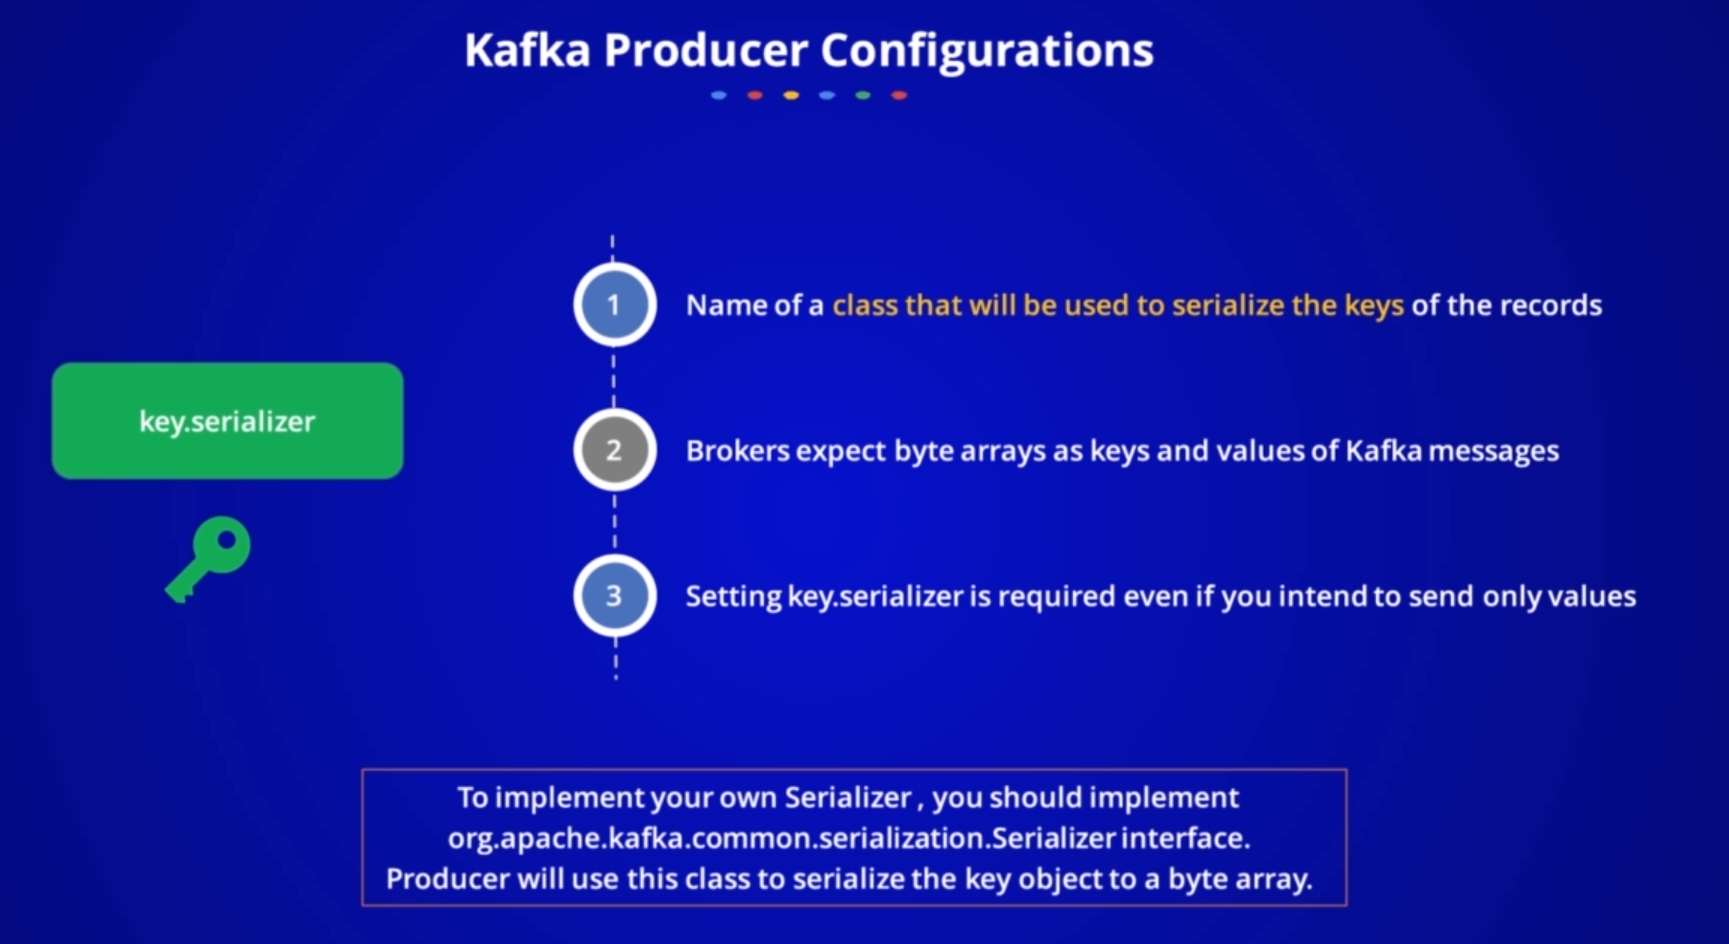 Kafka Producer Configurations
key.serializer
1
Name of a class that will be used to serialize the keys of the records
2
Brokers expect byte arrays as keys and values of Kafka messages
3
Setting key.serializer is required even if you intend to send only values
To implement your own Serializer , you should implement
org.apache.kafka.common.serialization.Serializer interface.
Producer will use this class to serialize the key object to a byte array.